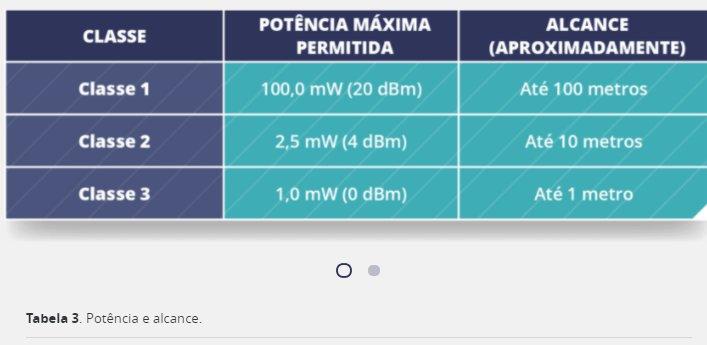 CLASSE
POTÊNCIA MÁXIMA
PERMITIDA
ALCANCE
(APROXIMADAMENTE)
Classe 1
100,0 mW (20 dBm)
Até 100 metros
Classe 2
2,5 mW (4 dBm)
Até 10 metros
Classe 3
1,0 mW (0 dBm)
Até 1 metro
Tabela 3. Potência e alcance.